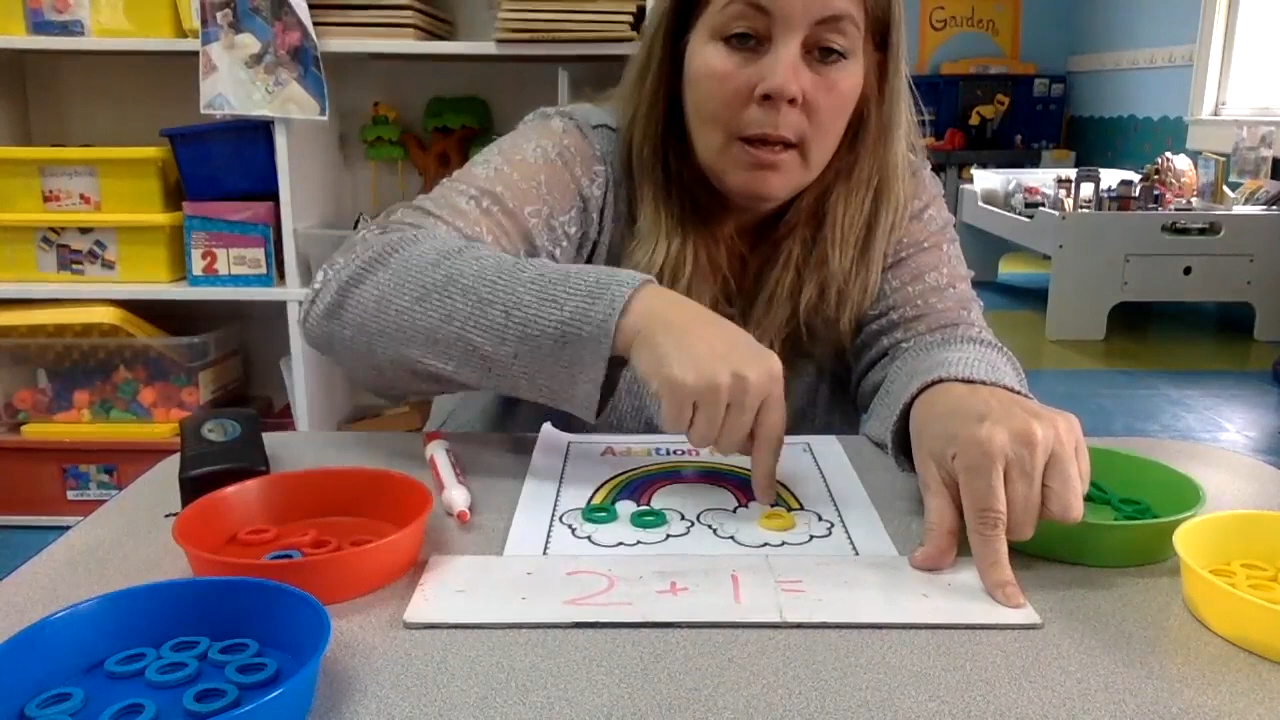 Garden
2
Addition
2 + 1 =